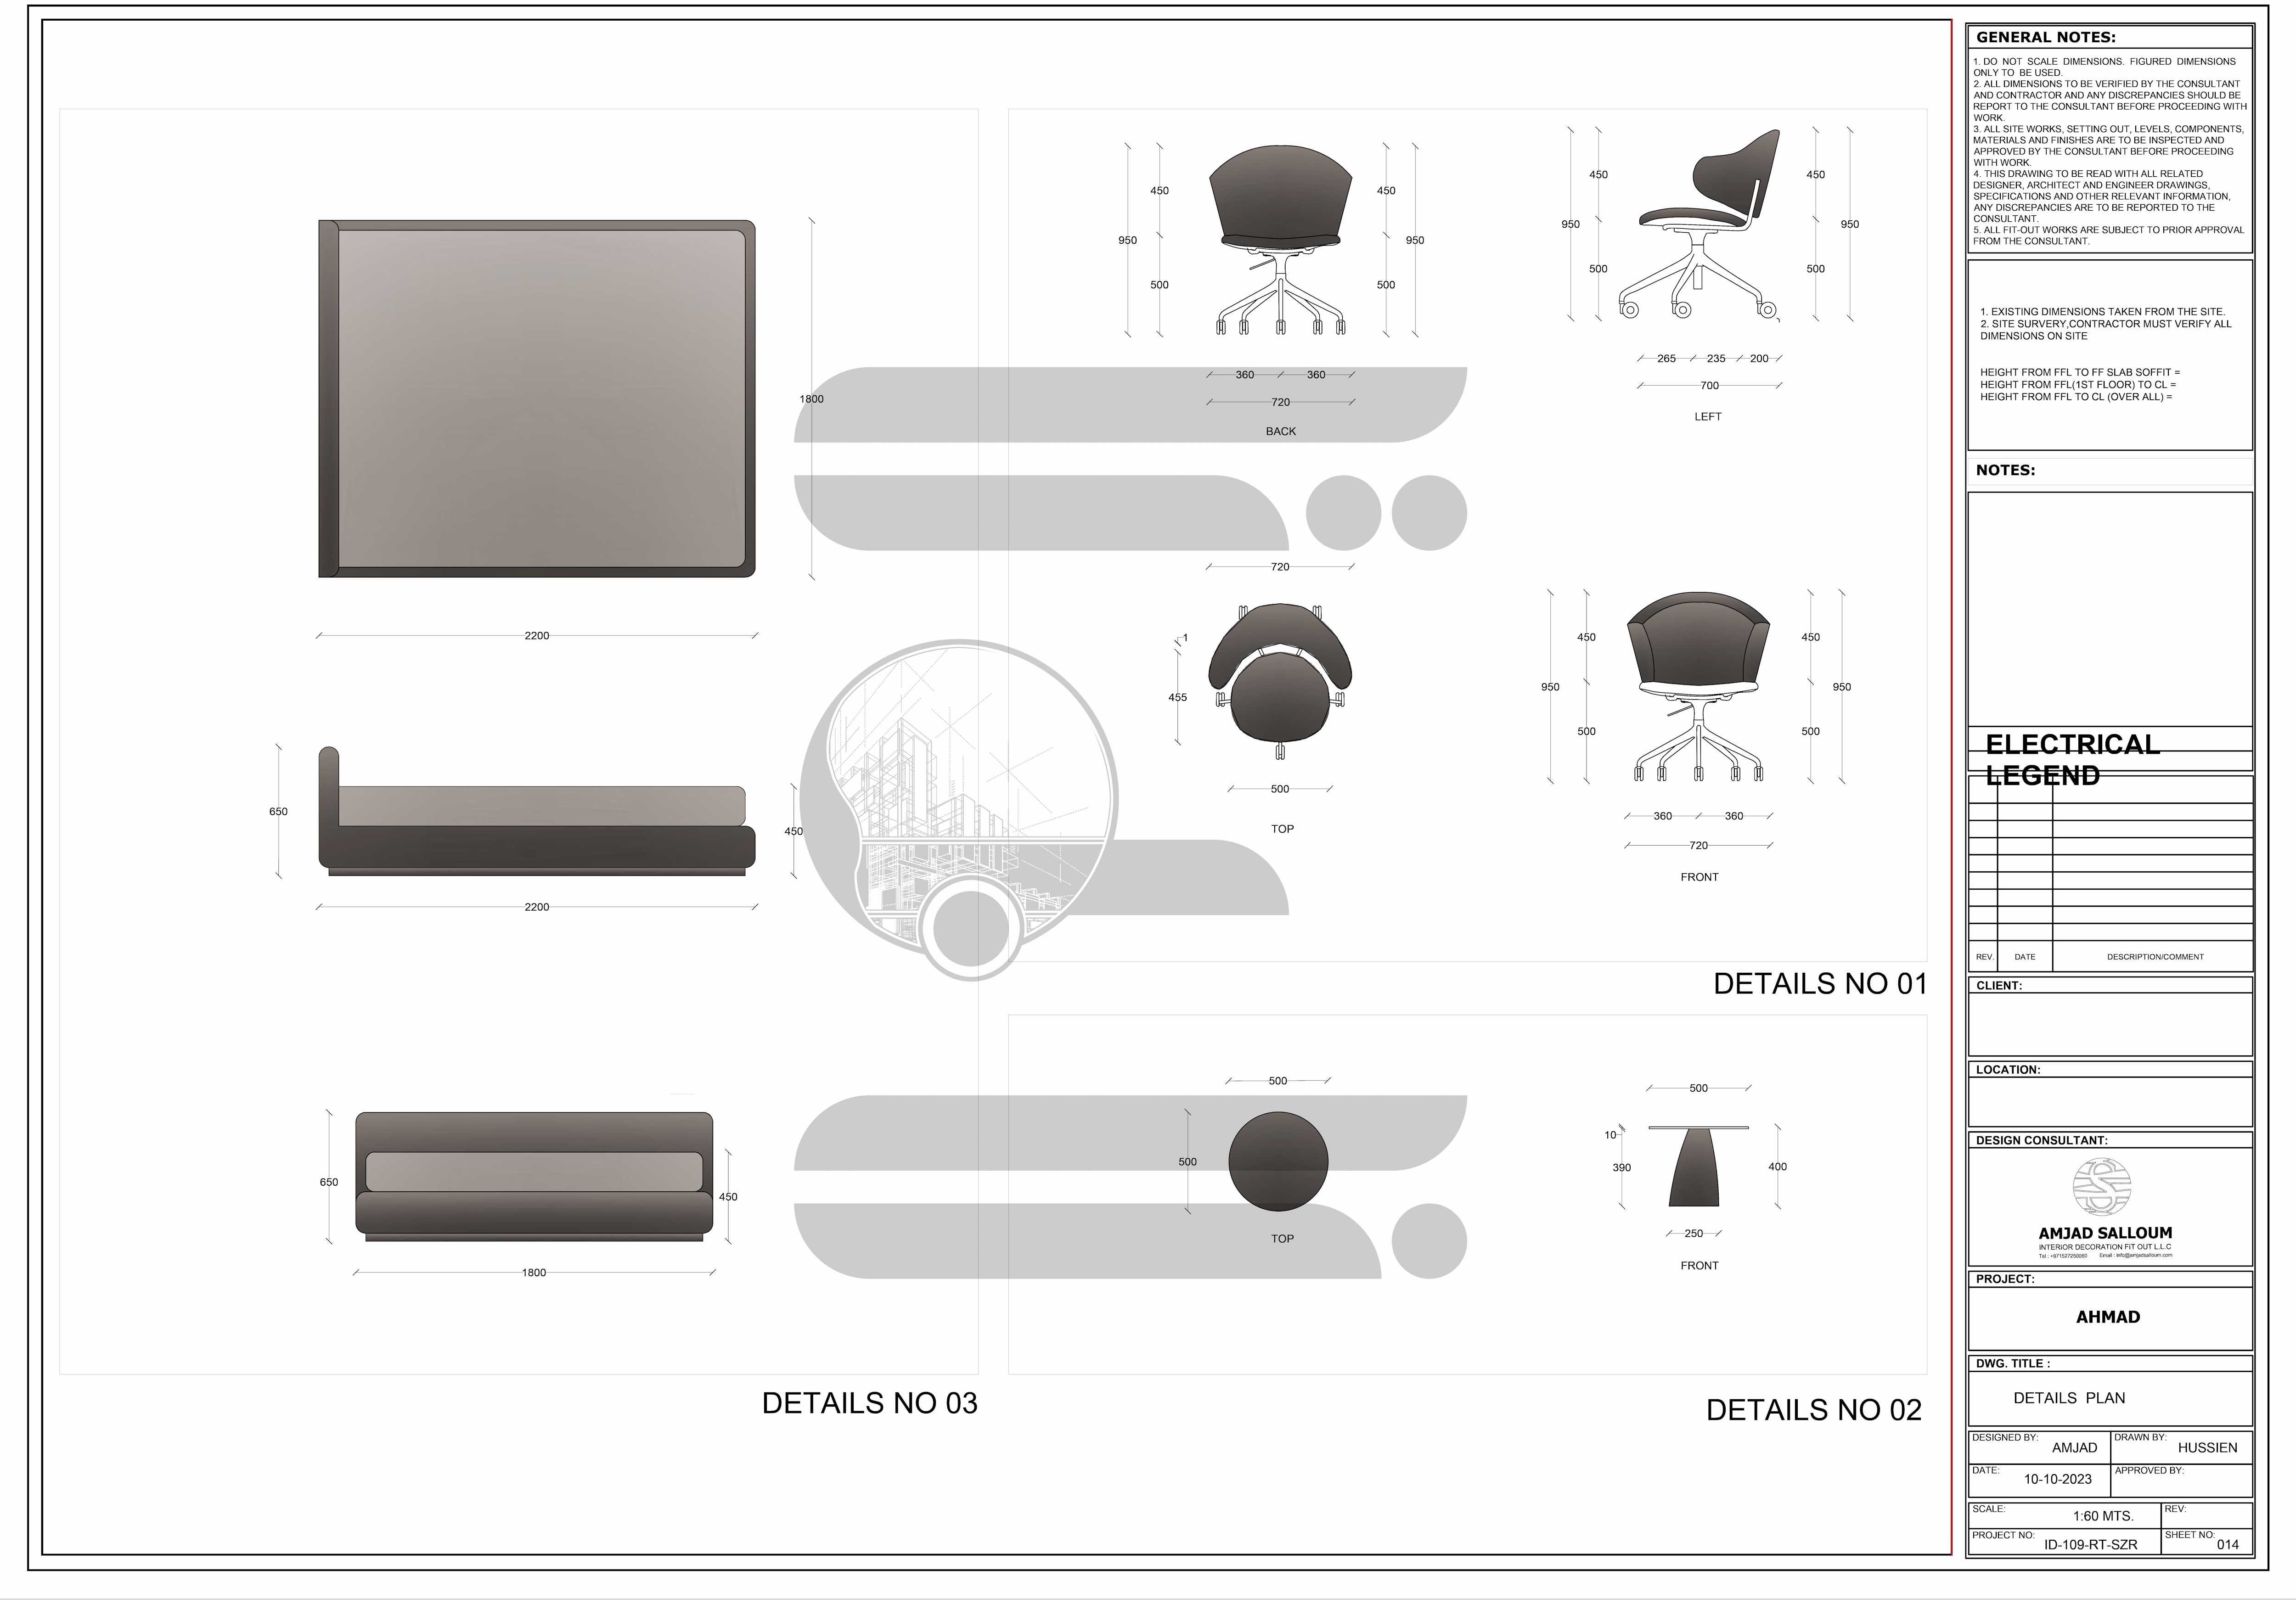 1800
2200
650
450
2200
650
450
1800
DETAILS NO 03
450
950
500
450
950
500
360
360
720
BACK
450
950
500
450
950
500
265
235
200
700
LEFT
720
1
455
500
TOP
450
950
500
450
950
500
360
360
720
FRONT
DETAILS NO 01
500
500
TOP
500
10
390
400
250
FRONT
DETAILS NO 02
GENERAL NOTES:
1. DO NOT SCALE DIMENSIONS. FIGURED DIMENSIONS
ONLY TO BE USED.
2. ALL DIMENSIONS TO BE VERIFIED BY THE CONSULTANT
AND CONTRACTOR AND ANY DISCREPANCIES SHOULD BE
REPORT TO THE CONSULTANT BEFORE PROCEEDING WITH
WORK.
3. ALL SITE WORKS, SETTING OUT, LEVELS, COMPONENTS,
MATERIALS AND FINISHES ARE TO BE INSPECTED AND
APPROVED BY THE CONSULTANT BEFORE PROCEEDING
WITH WORK.
4. THIS DRAWING TO BE READ WITH ALL RELATED
DESIGNER, ARCHITECT AND ENGINEER DRAWINGS,
SPECIFICATIONS AND OTHER RELEVANT INFORMATION,
ANY DISCREPANCIES ARE TO BE REPORTED TO THE
CONSULTANT.
5. ALL FIT-OUT WORKS ARE SUBJECT TO PRIOR APPROVAL
FROM THE CONSULTANT.
1. EXISTING DIMENSIONS TAKEN FROM THE SITE.
2. SITE SURVERY,CONTRACTOR MUST VERIFY ALL
DIMENSIONS ON SITE
HEIGHT FROM FFL TO FF SLAB SOFFIT =
HEIGHT FROM FFL(1ST FLOOR) TO CL =
HEIGHT FROM FFL TO CL (OVER ALL) =
NOTES:
ELECTRICAL
LEGEND
REV. DATE DESCRIPTION/COMMENT
CLIENT:
LOCATION:
DESIGN CONSULTANT:
AMJAD SALLOUM
INTERIOR DECORATION FIT OUT L.L.C
Tel : +971527250060 Email : info@amjadsalloum.com
PROJECT:
AHMAD
DWG. TITLE :
DETAILS PLAN
DESIGNED BY: AMJAD
DRAWN BY: HUSSIEN
DATE: 10-10-2023
APPROVED BY:
SCALE: 1:60 MTS.
REV:
PROJECT NO: ID-109-RT-SZR
SHEET NO: 014